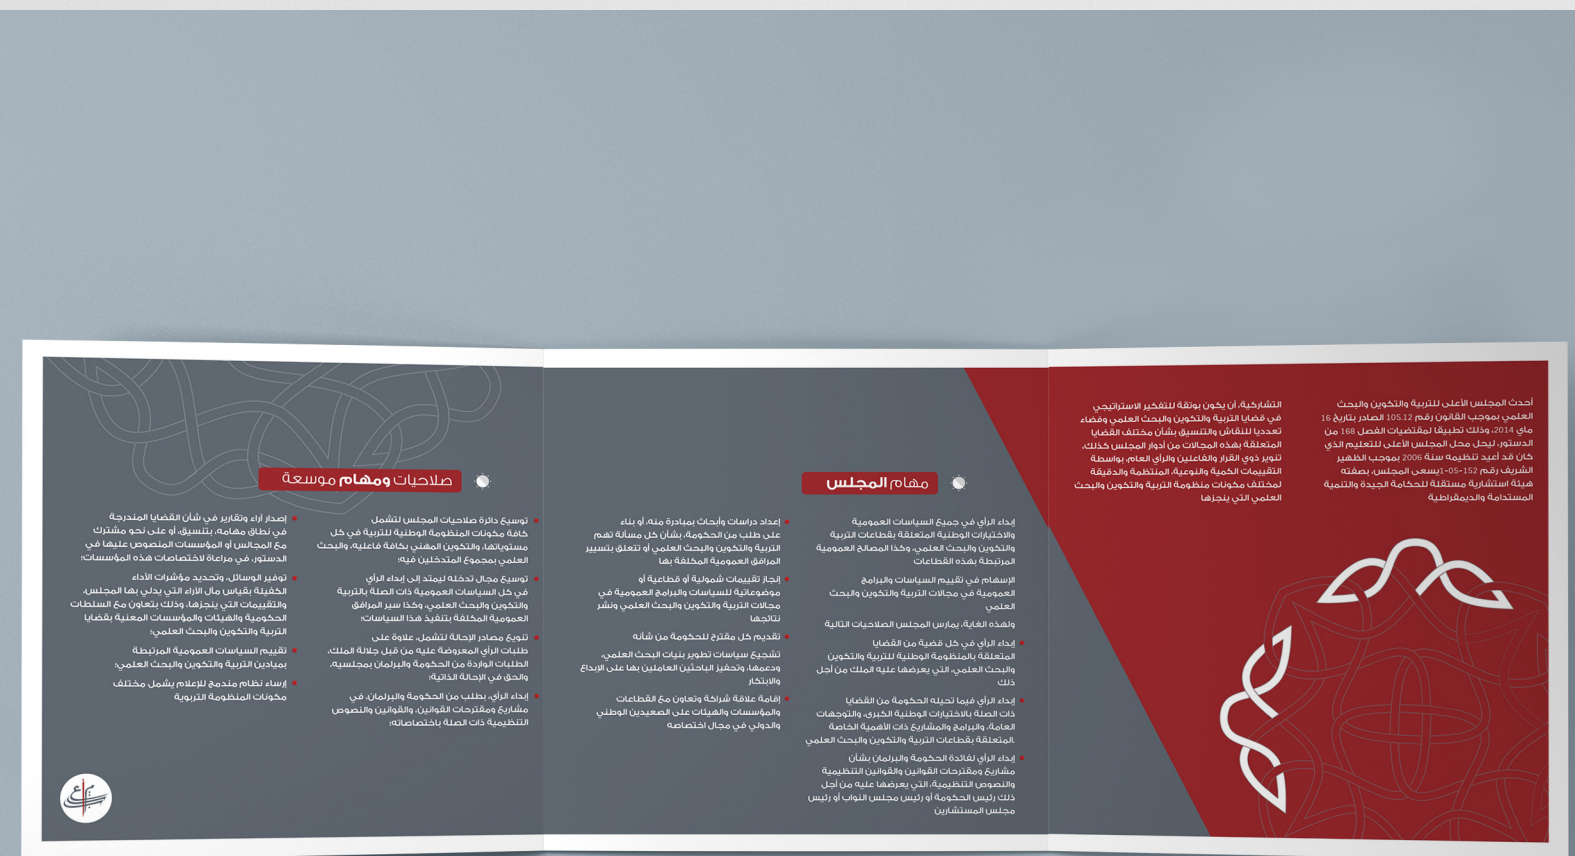 أحدث المجلس الأعلى للتربية والتكوين والبحث
العلمي بموجب القانون رقم 105.12 الصادر بتاريخ 16
ماي 2014، وذلك تطبيقا لمقتضيات الفصل 168 من
الدستور، ليحل محل المجلس الأعلى للتعليم الذي
كان قد أعيد تنظيمه سنة 2006 بموجب الظهير
الشريف رقم 152-05-1يسعى المجلس، بصفته
هيئة استشارية مستقلة للحكامة الجيدة والتنمية
المستدامة والديمقراطية
التشاركية، أن يكون بوتقة للتفكير الاستراتيجي
في قضايا التربية والتكوين والبحث العلمي وفضاء
تعدديا للنقاش والتنسيق بشأن مختلف القضايا
المتعلقة بهذه المجالات من أدوار المجلس كذلك،
تنوير ذوي القرار والفاعلين والرأي العام، بواسطة
التقييمات الكمية والنوعية، المنتظمة والدقيقة
لمختلف مكونات منظومة التربية والتكوين والبحث
العلمي التي ينجزها
مهام المجلس
إبداء الرأي في جميع السياسات العمومية
والاختيارات الوطنية المتعلقة بقطاعات التربية
والتكوين والبحث العلمي، وكذا المصالح العمومية
المرتبطة بهذه القطاعات
الإسهام في تقييم السياسات والبرامج
العمومية في مجالات التربية والتكوين والبحث
العلمي
ولهذه الغاية، يمارس المجلس الصلاحيات التالية
إبداء الرأي في كل قضية من القضايا
المتعلقة بالمنظومة الوطنية للتربية والتكوين
والبحث العلمي، التي يعرضها عليه الملك من أجل
ذلك
إبداء الرأي فيما تحيله الحكومة من القضايا
ذات الصلة بالاختيارات الوطنية الكبرى، والتوجهات
العامة، والبرامج والمشاريع ذات الأهمية الخاصة
.المتعلقة بقطاعات التربية والتكوين والبحث العلمي
إبداء الرأي لفائدة الحكومة والبرلمان بشأن
مشاريع ومقترحات القوانين والقوانين التنظيمية
والنصوص التنظيمية، التي يعرضها عليه من أجل
ذلك رئيس الحكومة أو رئيس مجلس النواب أو رئيس
مجلس المستشارين
إعداد دراسات وأبحاث بمبادرة منه، أو بناء
على طلب من الحكومة، بشأن كل مسألة تهم
التربية والتكوين والبحث العلمي أو تتعلق بتسيير
المرافق العمومية المكلفة بها
إنجاز تقييمات شمولية أو قطاعية أو
موضوعاتية للسياسات والبرامج العمومية في
مجالات التربية والتكوين والبحث العلمي ونشر
نتائجها
تقديم كل مقترح للحكومة من شأنه
تشجيع سياسات تطوير بنيات البحث العلمي،
ودعمها، وتحفيز الباحثين العاملين بها على الإبداع
والابتكار
إقامة علاقة شراكة وتعاون مع القطاعات
والمؤسسات والهيئات على الصعيدين الوطني
والدولي في مجال اختصاصه
صلاحيات ومهام موسعة
توسيع دائرة صلاحيات المجلس لتشمل
كافة مكونات المنظومة الوطنية للتربية في كل
مستوياتها، والتكوين المهني بكافة فاعليه، والبحث
العلمي بمجموع المتدخلين فيه؛
توسيع مجال تدخله ليمتد إلى إبداء الرأي
في كل السياسات العمومية ذات الصلة بالتربية
والتكوين والبحث العلمي، وكذا سير المرافق
العمومية المكلفة بتنفيذ هذا السياسات؛
تنويع مصادر الإحالة لتشمل، علاوة على
طلبات الرأي المعروضة عليه من قبل جلالة الملك،
الطلبات الواردة من الحكومة والبرلمان بمجلسيه،
والحق في الإحالة الذاتية؛
إبداء الرأي، بطلب من الحكومة والبرلمان، في
مشاريع ومقترحات القوانين، والقوانين والنصوص
التنظيمية ذات الصلة باختصاصاته؛
إصدار آراء وتقارير في شأن القضايا المندرجة
في نطاق مهامه، بتنسيق، أو على نحو مشترك
مع المجالس أو المؤسسات المنصوص عليها في
الدستور، في مراعاة لاختصاصات هذه المؤسسات؛
توفير الوسائل، وتحديد مؤشرات الأداء
الكفيلة بقياس مآل الآراء التي يدلي بها المجلس،
والتقييمات التي ينجزها، وذلك بتعاون مع السلطات
الحكومية والهيئات والمؤسسات المعنية بقضايا
التربية والتكوين والبحث العلمي؛
تقييم السياسات العمومية المرتبطة
بميادين التربية والتكوين والبحث العلمي؛
إرساء نظام مندمج للإعلام يشمل مختلف
مكونات المنظومة التربوية